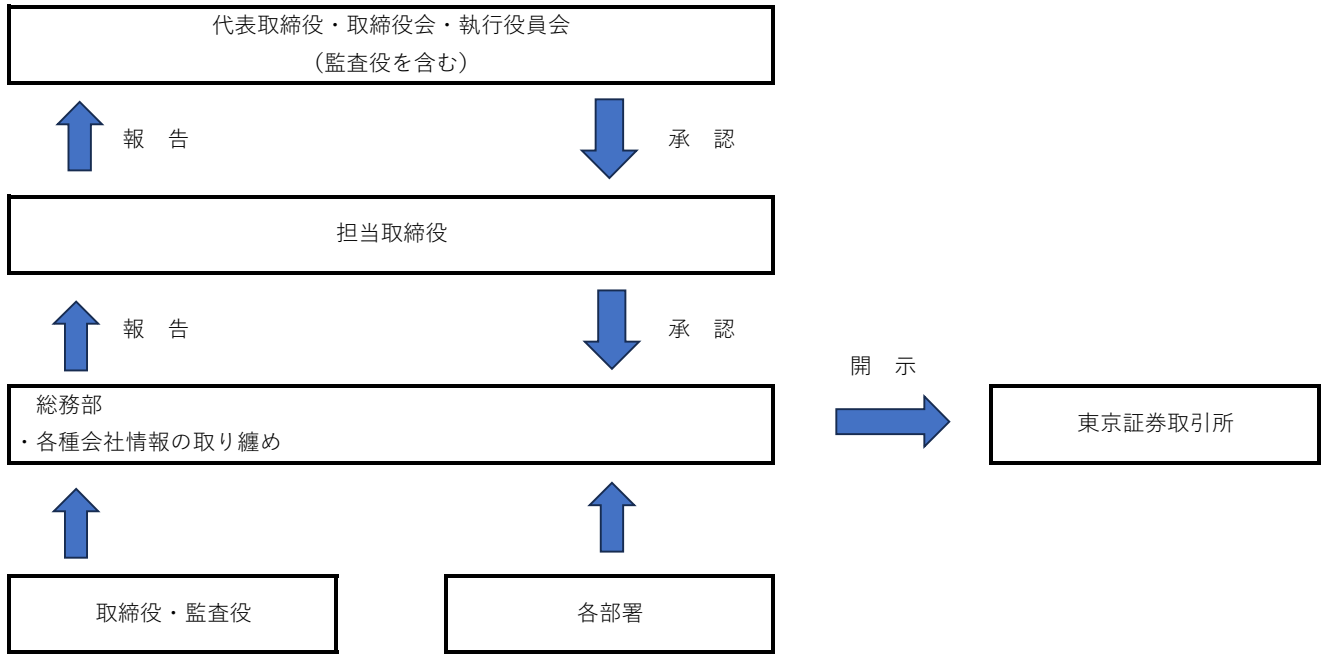 代表取締役・取締役会・執行役員会
（監査役を含む）
報　告
承　認
担当取締役
報　告
承　認
開　示
総務部
・各種会社情報の取り纏め
東京証券取引所
取締役・監査役
各部署